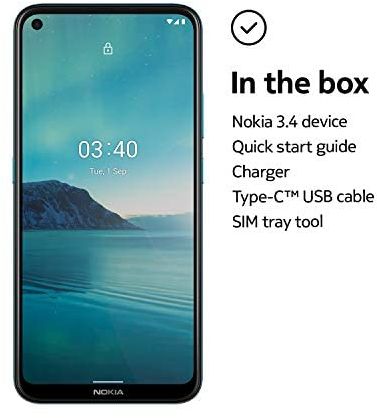 03:40
Tue, 1 Sep
NOKIA
In the box
Nokia 3.4 device
Quick start guide
Charger
Type-C™ USB cable
SIM tray tool